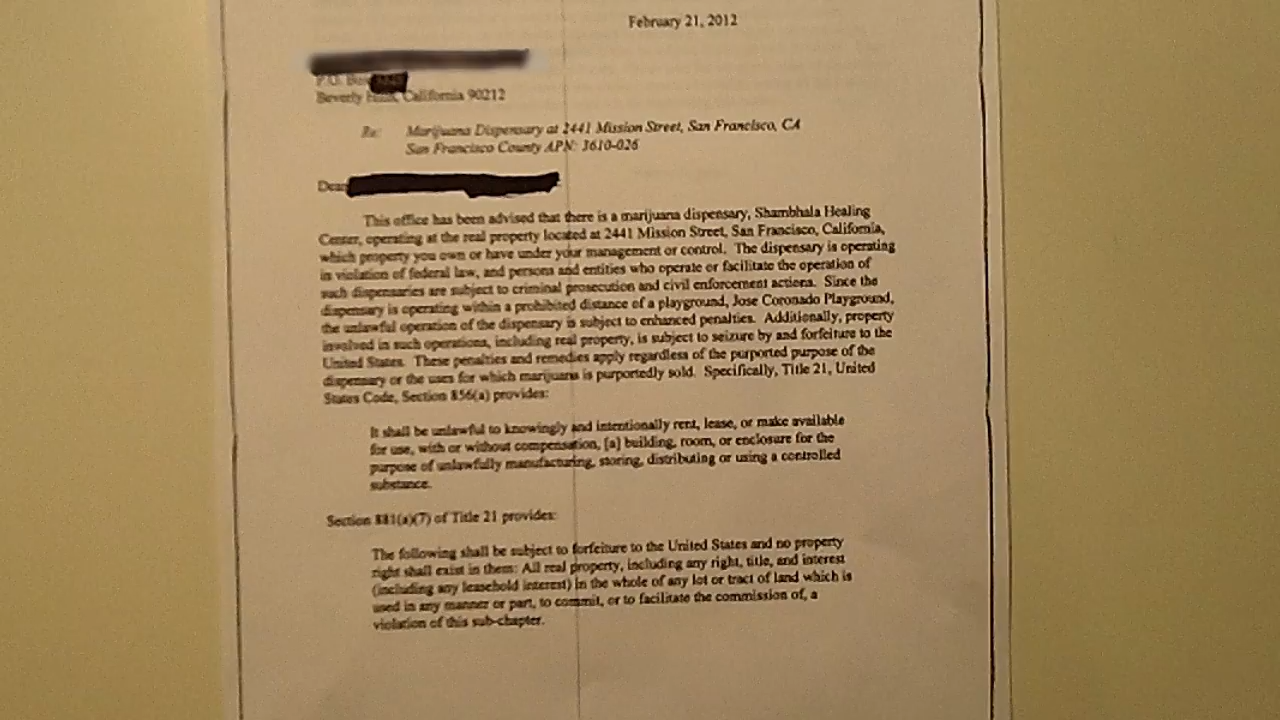 February 21, 2012
P.O. Box
Beverly Hills, California 90212
Re: Marijuana Dispensary at 2441 Mission Street, San Francisco, CA
San Francisco County APN: 3610-026
Dear
This office has been advised that there is a marijuana dispensary, Shambhala Healing
Center, operating at the real property located at 2441 Mission Street, San Francisco, California,
which property you own or have under your management or control. The dispensary is operating
in violation of federal law, and persons and entities who operate or facilitate the operation of
such dispensaries are subject to criminal prosecution and civil enforcement actions. Since the
dispensary is operating within a prohibited distance of a playground, Jose Coronado Playground,
the unlawful operation of the dispensary is subject to enhanced penalties. Additionally, property
involved in such operations, including real property, is subject to seizure by and forfeiture to the
United States. These penalties and remedies apply regardless of the purported purpose of the
dispensary or the uses for which marijuana is purportedly sold. Specifically, Title 21, United
States Code, Section 856(a) provides:
It shall be unlawful to knowingly and intentionally rent, lease, or make available
for use, with or without compensation, [a] building, room, or enclosure for the
purpose of unlawfully manufacturing, storing, distributing or using a controlled
substance.
Section 881(a)(7) of Title 21 provides:
The following shall be subject to forfeiture to the United States and no property
right shall exist in them: All real property, including any right, title, and interest
(including any leasehold interest) in the whole of any lot or tract of land which is
used in any manner or part, to commit, or to facilitate the commission of, a
violation of this sub-chapter.